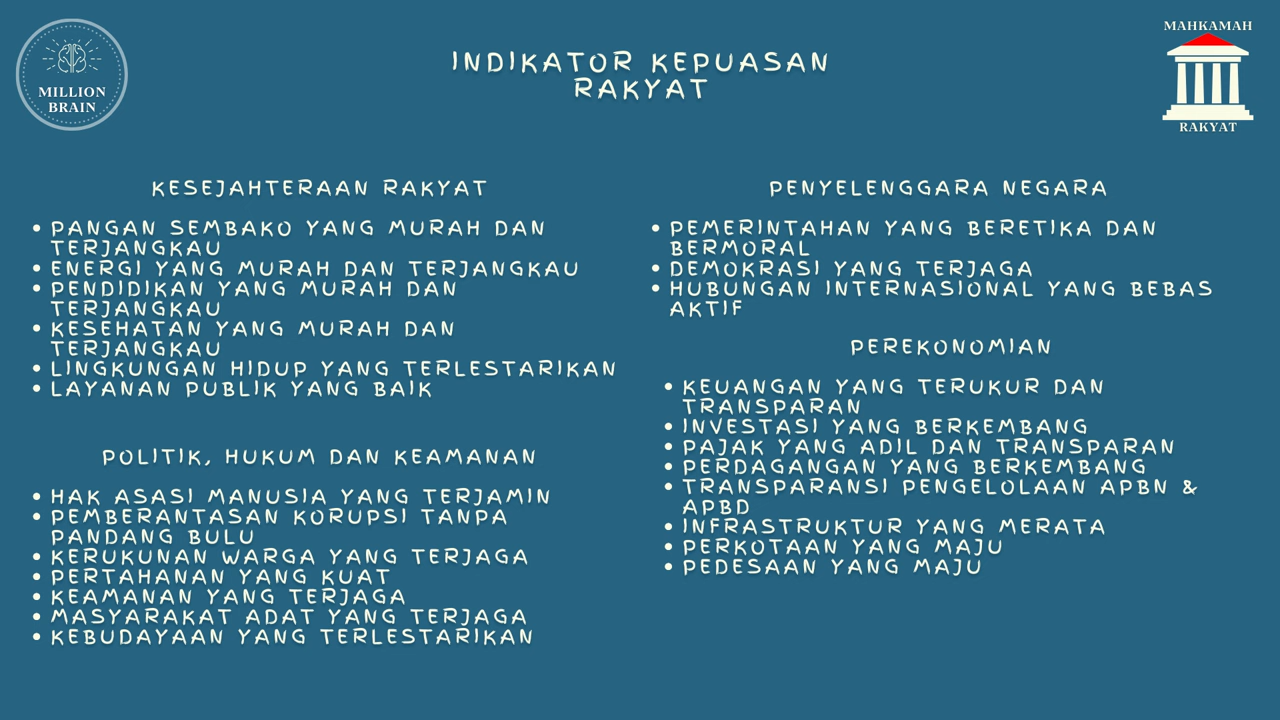 MILLION
BRAIN
INDIKATOR KEPUASAN
RAKYAT
MAHKAMAH
RAKYAT
KESEJAHTERAAN RAKYAT
• PANGAN SEMBAKO YANG MURAH DAN
TERJANGKAU
• ENERGI YANG MURAH DAN TERJANGKAU
• PENDIDIKAN YANG MURAH DAN
TERJANGKAU
• KESEHATAN YANG MURAH DAN
TERJANGKAU
• LINGKUNGAN HIDUP YANG TERLESTARIKAN
• LAYANAN PUBLIK YANG BAIK
POLITIK, HUKUM DAN KEAMANAN
• HAK ASASI MANUSIA YANG TERJAMIN
• PEMBERANTASAN KORUPSI TANPA
PANDANG BULU
• KERUKUNAN WARGA YANG TERJAGA
• PERTAHANAN YANG KUAT
• KEAMANAN YANG TERJAGA
• MASYARAKAT ADAT YANG TERJAGA
• KEBUDAYAAN YANG TERLESTARIKAN
PENYELENGGARA NEGARA
• PEMERINTAHAN YANG BERETIKA DAN
BERMORAL
• DEMOKRASI YANG TERJAGA
• HUBUNGAN INTERNASIONAL YANG BEBAS
AKTIF
PEREKONOMIAN
• KEUANGAN YANG TERUKUR DAN
TRANSPARAN
• INVESTASI YANG BERKEMBANG
• PAJAK YANG ADIL DAN TRANSPARAN
• PERDAGANGAN YANG BERKEMBANG
• TRANSPARANSI PENGELOLAAN APBN &
APBD
• INFRASTRUKTUR YANG MERATA
• PERKOTAAN YANG MAJU
• PEDESAAN YANG MAJU